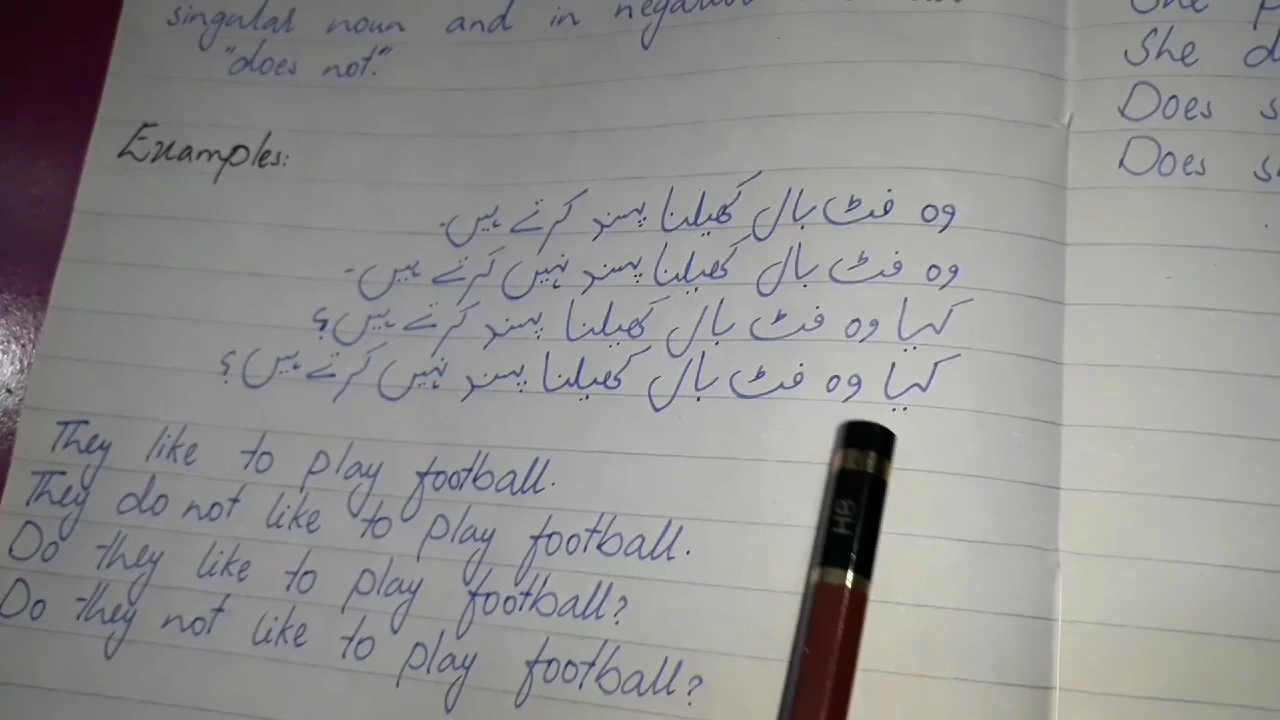 singular noun and in
"does not."
Examples:
وہ فٹ بال کھیلنا پسند کرتے ہیں۔
وہ فٹ بال کھیلنا پسند نہیں کرتے ہیں۔
کیا وہ فٹ بال کھیلنا پسند کرتے ہیں؟
کیا وہ فٹ بال کھیلنا پسند نہیں کرتے ہیں؟
They like to play football.
They do not like to play football.
Do they like to play football?
Do they not like to play football?
She
She
Does
Does
HB